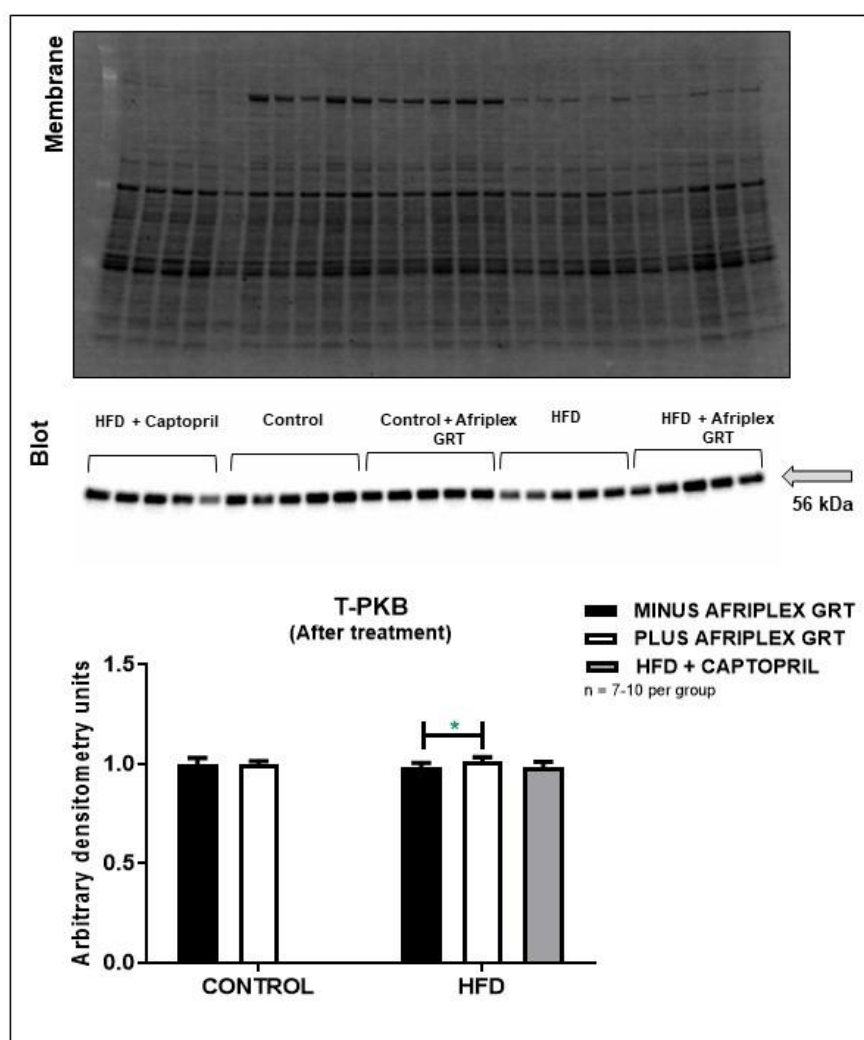 Membrane
Blot
HFD + Captopril
Control
Control + Afriplex
GRT
HFD
HFD + Afriplex
GRT
56 kDa
T-PKB
(After treatment)
MINUS AFRIPLEX GRT
PLUS AFRIPLEX GRT
HFD + CAPTOPRIL
n = 7-10 per group
Arbitrary densitometry units
1.5
1.0
0.5
0.0
*
CONTROL
HFD